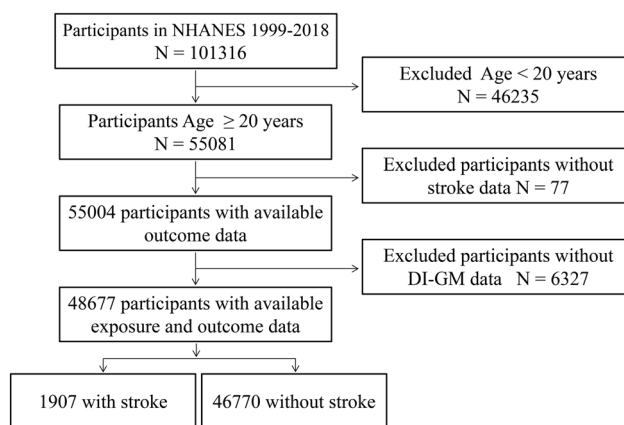 Participants in NHANES 1999-2018
N = 101316
Excluded Age < 20 years
N = 46235
Participants Age ≥ 20 years
N = 55081
Excluded participants without
stroke data N = 77
55004 participants with available
outcome data
Excluded participants without
DI-GM data N = 6327
48677 participants with available
exposure and outcome data
1907 with stroke
46770 without stroke